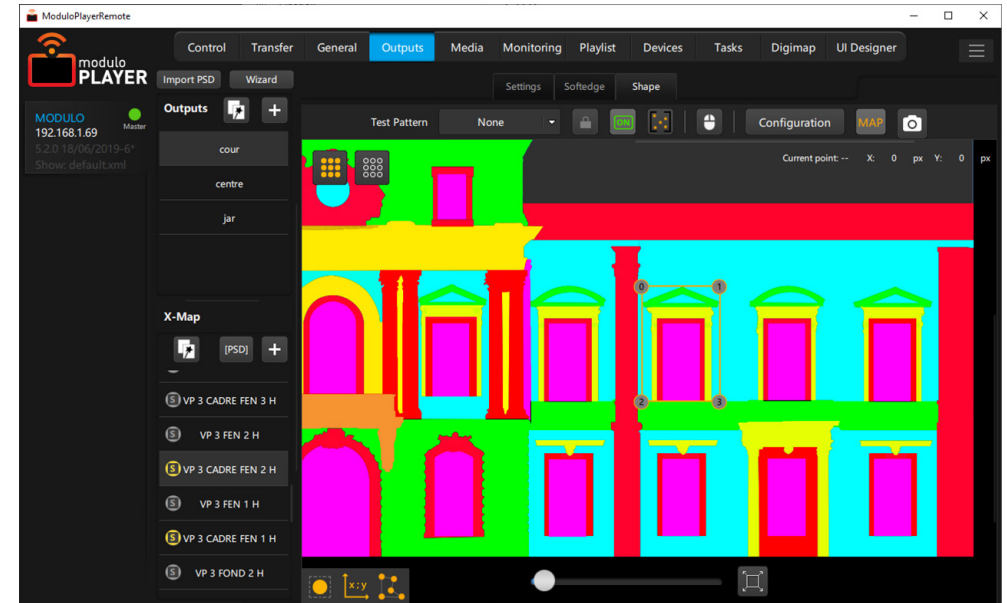 ModuloPlayerRemote
modulo
PLAYER
Control Transfer General Outputs Media Monitoring Playlist Devices Tasks Digimap UI Designer
Import PSD Wizard
Settings Softedge Shape
MODULO
192.168.1.69 Master
5.2.0 18/06/2019-6*
Show: default.xml
Outputs
Test Pattern None ON Configuration MAP
cour
centre
jar
Current point: -- X: 0 px Y: 0 px
0 1
2 3
X-Map
[PSD]
S VP 3 CADRE FEN 3 H
S VP 3 FEN 2 H
S VP 3 CADRE FEN 2 H
S VP 3 FEN 1 H
S VP 3 CADRE FEN 1 H
S VP 3 FOND 2 H
x:y